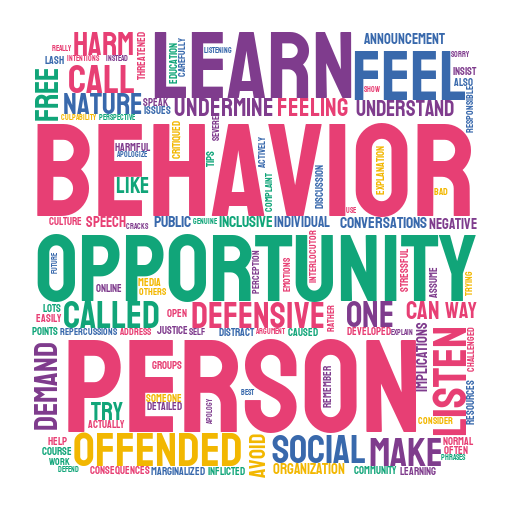 REALLY
HARM
THREATENED
EDUCATION
CAREFULLY
LISTENING
LEARN
ANNOUNCEMENT
SORRY
LASH
INTENTIONS
INSTEAD
FEEL
INSIST
ALSO
SHOW
RESPONSIBLE
FREE
CALL
NATURE
SPEAK
ISSUES
UNDERMINE
FEELING
UNDERSTAND
CULPABILITY
PERSPECTIVE
CRITIQUED
SEVERE
BEHAVIOR
HARMFUL
APOLOGIZE
TIPS
ACTIVELY
COMPLAINT
DISCUSSION
EXPLANATION
LIKE
BAD
USE
CULTURE
SPEECH
CRACKS
PUBLIC
GENUINE
INCLUSIVE
INDIVIDUAL
CONVERSATIONS
NEGATIVE
OPPORTUNITY
FUTURE
ONLINE
MEDIA
OTHERS
PERCEPTION
EMOTIONS
INTERLOCUTOR
STRESSFUL
ASSUME
TRYING
LOTS
EASILY
CALLED
OPEN
DEFENSIVE
RATHER
ONE
CAN
WAY
POINTS
REPERCUSSIONS
ADDRESS
JUSTICE
SELF
DISTRACT
ARGUMENT
CAUSED
DEVELOPED
EXPLAIN
IMPLICATIONS
LISTEN
CHALLENGED
DEMAND
PERSON
GROUPS
SOMEONE
DETAILED
TRY
ACTUALLY
APOLOGY
BEST
REMEMBER
RESOURCES
CONSIDER
HELP
COURSE
WORK
DEFEND
OFFENDED
AVOID
SOCIAL
MAKE
NORMAL
OFTEN
PHRASES
CONSEQUENCES
MARGINALIZED
INFLICTED
ORGANIZATION
COMMUNITY
LEARNING